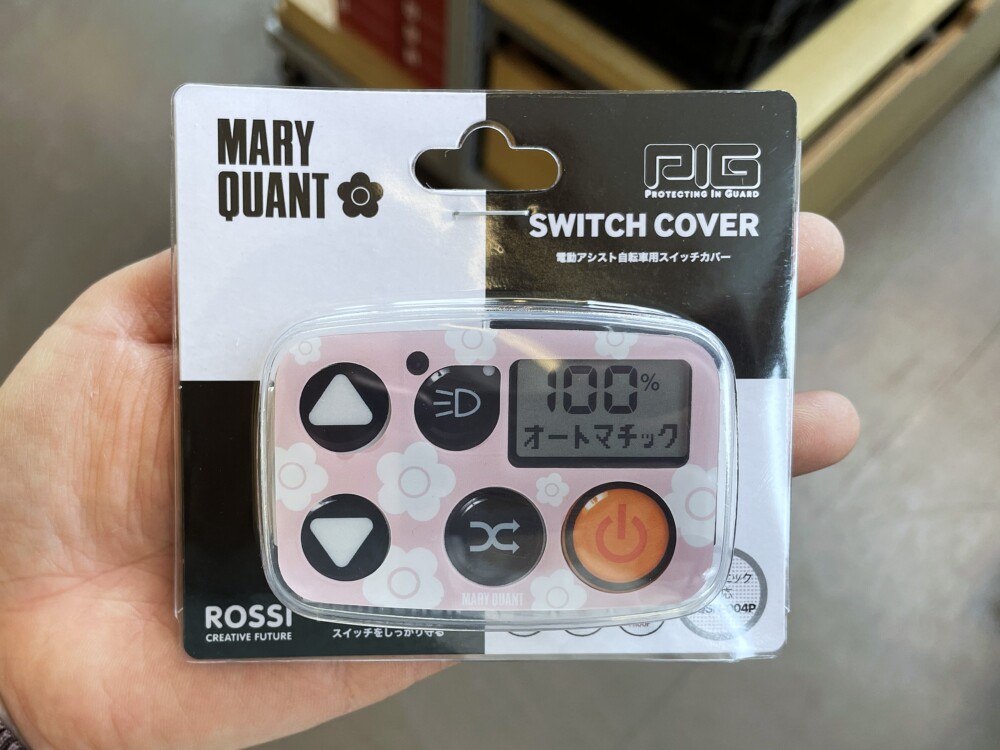 MARY
QUANT
PIG
PROTECTING IN GUARD
SWITCH COVER
電動アシスト自転車用スイッチカバー
100%
オートマチック
MARY QUANT
ROSSI
CREATIVE FUTURE
スイッチをしっかり守る